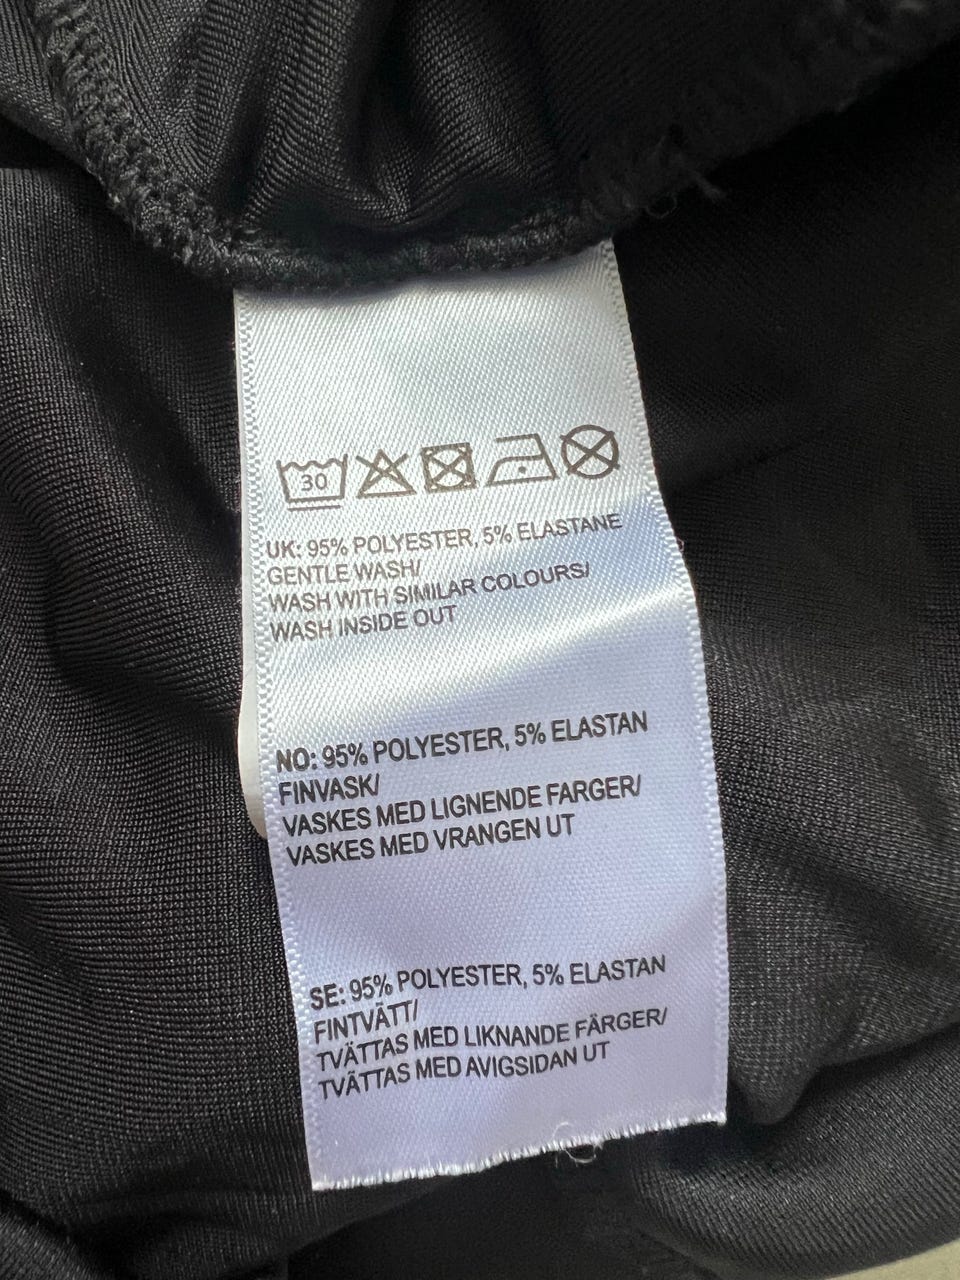 30
UK: 95% POLYESTER, 5% ELASTANE
GENTLE WASH/
WASH WITH SIMILAR COLOURS/
WASH INSIDE OUT
NO: 95% POLYESTER, 5% ELASTAN
FINVASK/
VASKES MED LIGNENDE FARGER/
VASKES MED VRANGEN UT
SE: 95% POLYESTER, 5% ELASTAN
FINTVÄTT/
TVÄTTAS MED LIKNANDE FÄRGER/
TVÄTTAS MED AVIGSIDAN UT